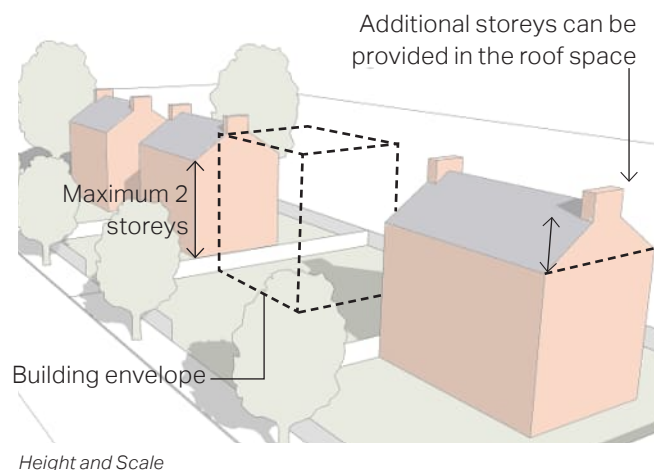 Additional storeys can be
provided in the roof space
Maximum 2
storeys
Building envelope
Height and Scale